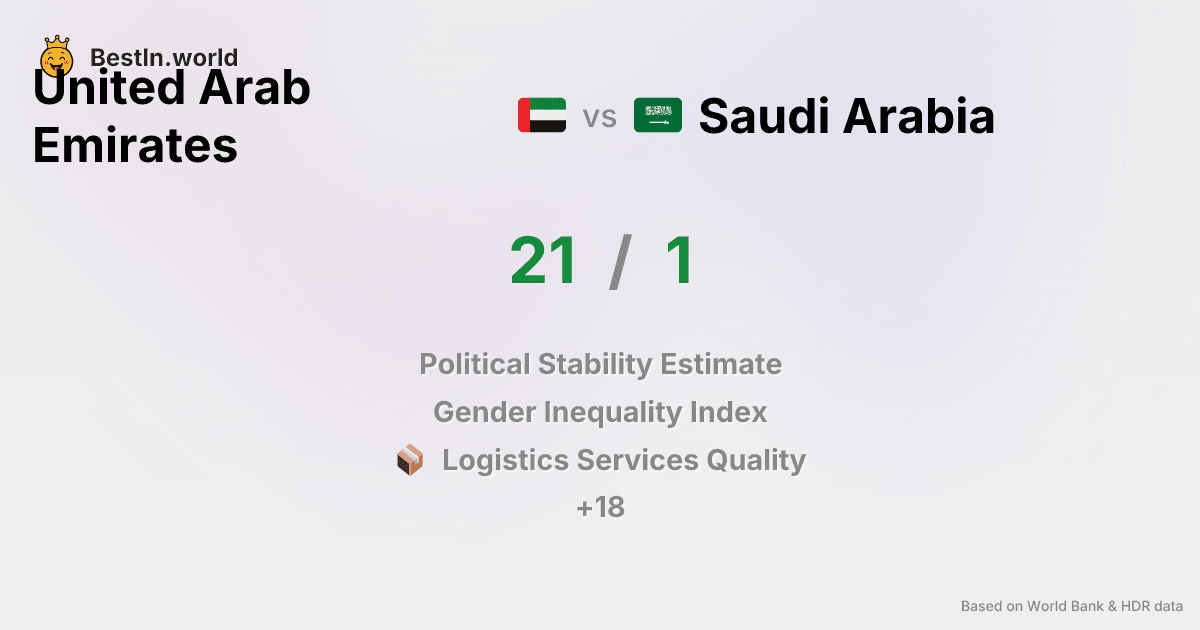 BestIn.world
United Arab
Emirates
vs
Saudi Arabia
21 / 1
Political Stability Estimate
Gender Inequality Index
Logistics Services Quality
+18
Based on World Bank & HDR data